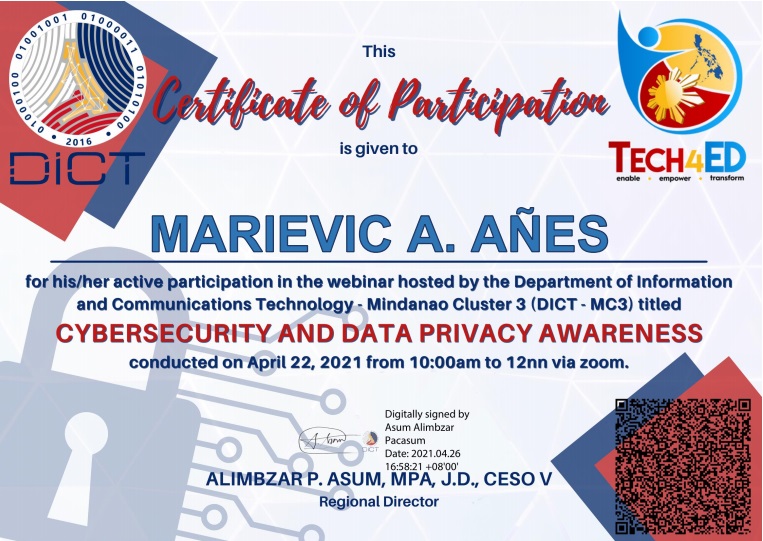 01000100 01001001 01000011 01010100
• 2016 •
DICT
This
Certificate of Participation
is given to
TECH4ED
enable • empower • transform
MARIEVIC A. AÑES
for his/her active participation in the webinar hosted by the Department of Information
and Communications Technology - Mindanao Cluster 3 (DICT - MC3) titled
CYBERSECURITY AND DATA PRIVACY AWARENESS
conducted on April 22, 2021 from 10:00am to 12nn via zoom.
Digitally signed by
Asum Alimbzar
Pacasum
Date: 2021.04.26
16:58:21 +08'00'
ALIMBZAR P. ASUM, MPA, J.D., CESO V
Regional Director